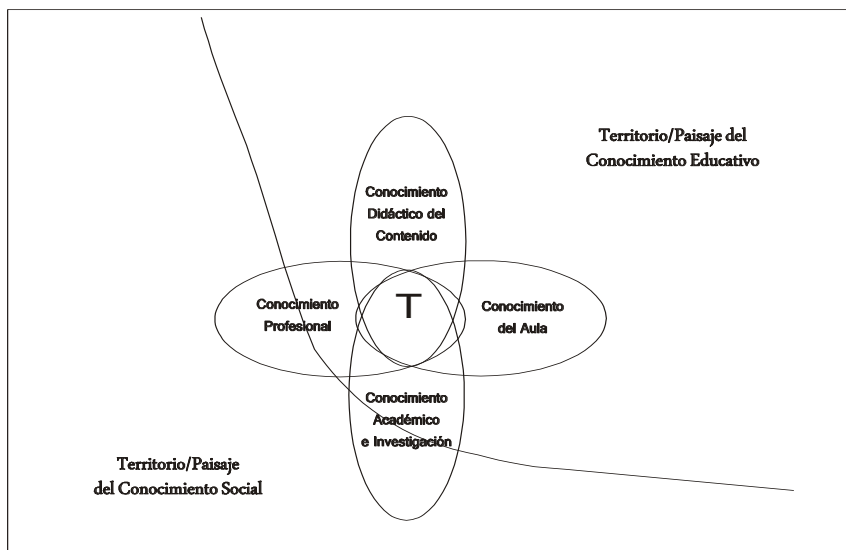 Territorio/Paisaje del
Conocimiento Educativo
Conocimiento
Didáctico del
Contenido
Conocimiento
Profesional
T
Conocimiento
del Aula
Conocimiento
Académico
e Investigación
Territorio/Paisaje
del Conocimiento Social